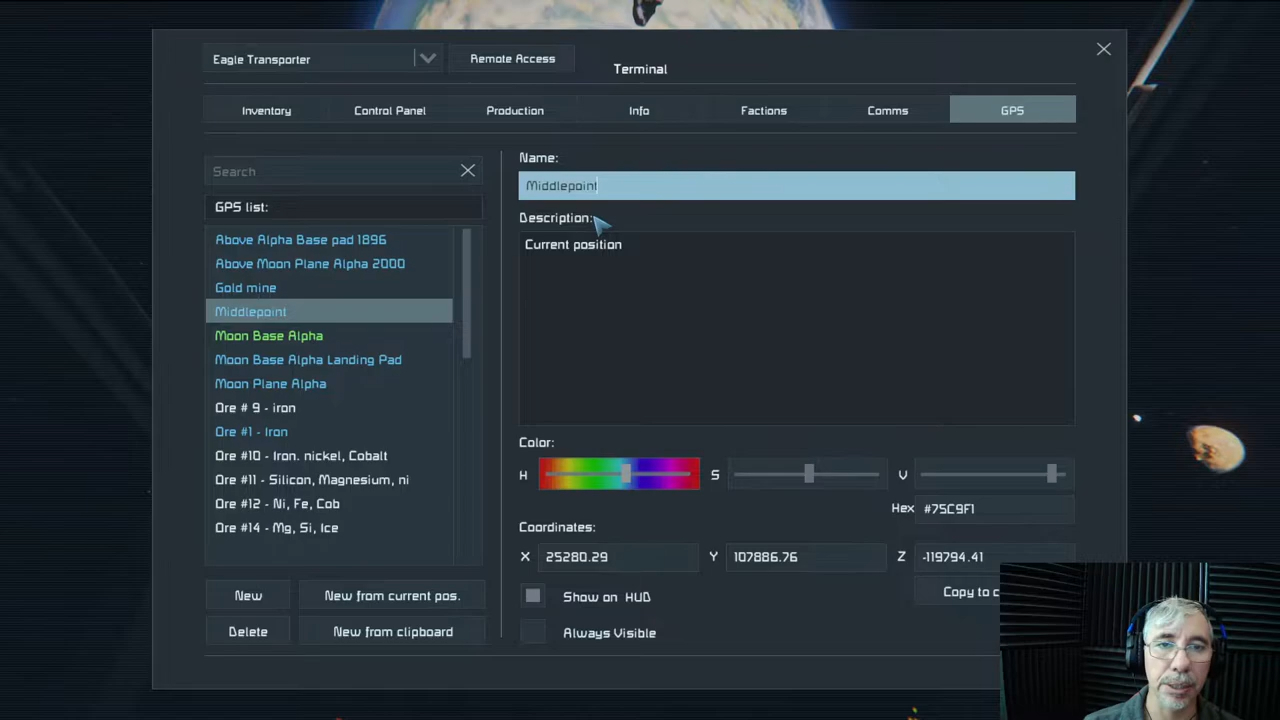 Eagle Transporter
Remote Access
Terminal
Inventory
Control Panel
Production
Info
Factions
Comms
GPS
Search
GPS list:
Above Alpha Base pad 1896
Above Moon Plane Alpha 2000
Gold mine
Middlepoint
Moon Base Alpha
Moon Base Alpha Landing Pad
Moon Plane Alpha
Ore # 9 - iron
Ore #1 - Iron
Ore #10 - Iron. nickel, Cobalt
Ore #11 - Silicon, Magnesium, ni
Ore #12 - Ni, Fe, Cob
Ore #14 - Mg, Si, Ice
New
New from current pos.
Delete
New from clipboard
Name:
Middlepoint
Description:
Current position
Color:
H
S
V
Hex #75C9F1
Coordinates:
X 25280.29
Y 107886.76
Z -119794.41
Show on HUD
Copy to c
Always Visible